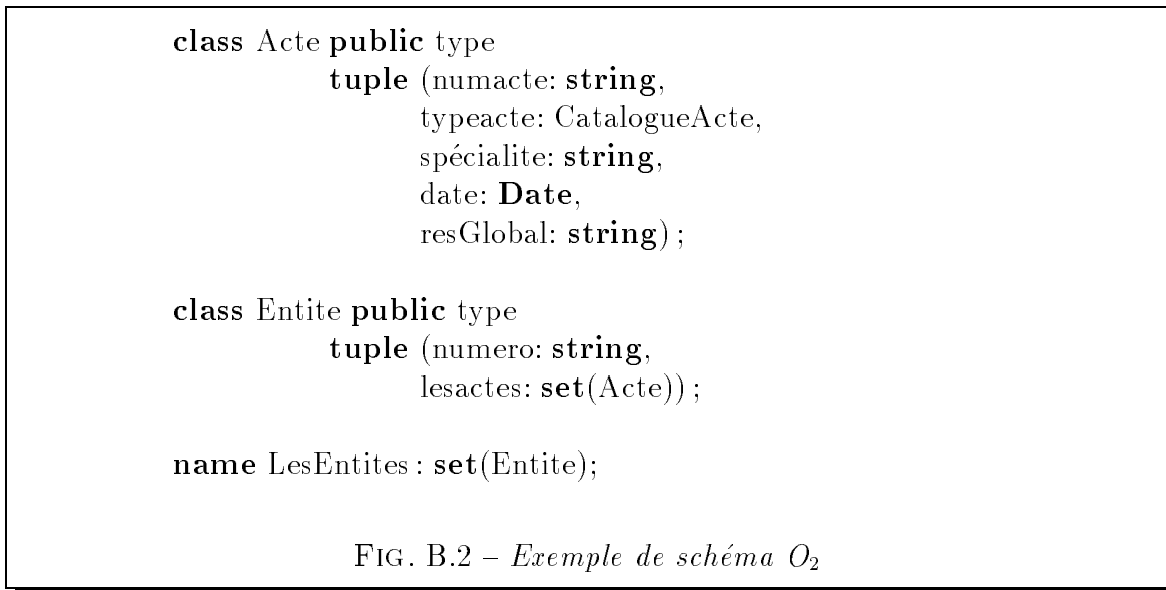 class Acte public type
tuple (numacte: string,
typeacte: CatalogueActe,
spécialite: string,
date: Date,
resGlobal: string) ;
class Entite public type
tuple (numero: string,
lesactes: set(Acte)) ;
name LesEntites : set(Entite);
FIG. B.2 – Exemple de schéma O₂